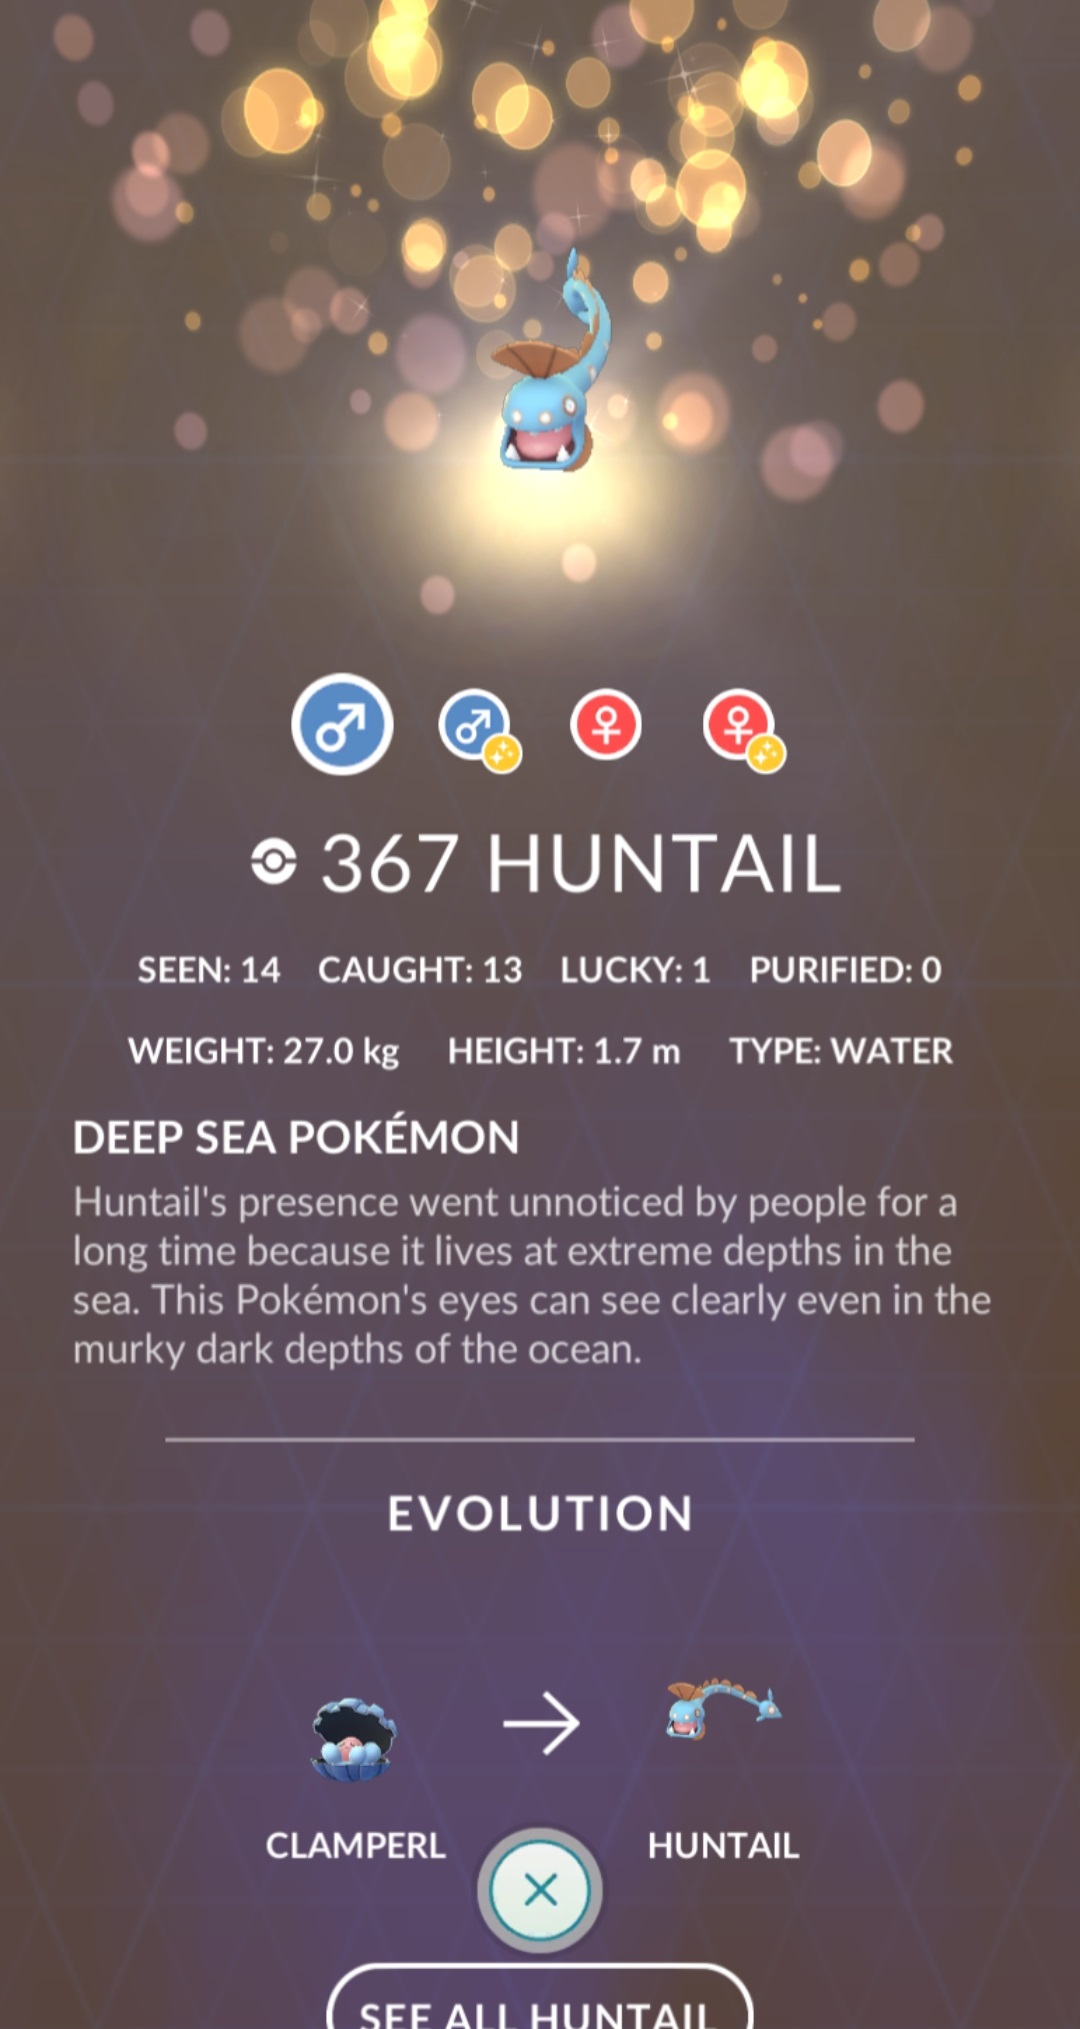 367 HUNTAIL
SEEN: 14 CAUGHT: 13 LUCKY: 1 PURIFIED: 0
WEIGHT: 27.0 kg HEIGHT: 1.7 m TYPE: WATER
DEEP SEA POKÉMON
Huntail's presence went unnoticed by people for a
long time because it lives at extreme depths in the
sea. This Pokémon's eyes can see clearly even in the
murky dark depths of the ocean.
EVOLUTION
CLAMPERL HUNTAIL
SEE ALL HUNTAIL